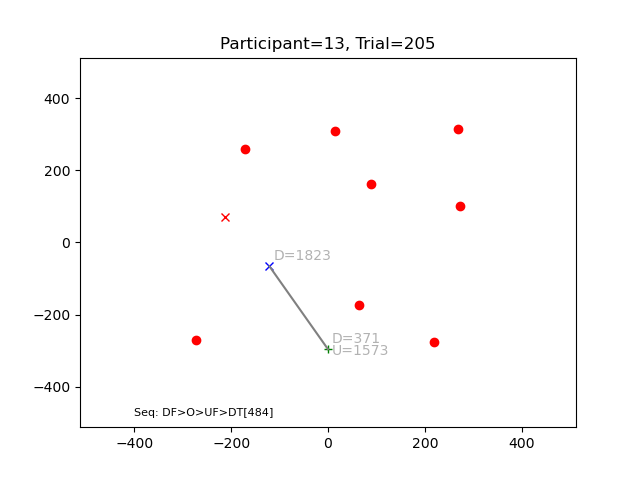 Participant=13, Trial=205
400
200
0
−200
−400
D=1823
D=371
U=1573
Seq: DF>O>UF>DT[484]
−400 −200 0 200 400